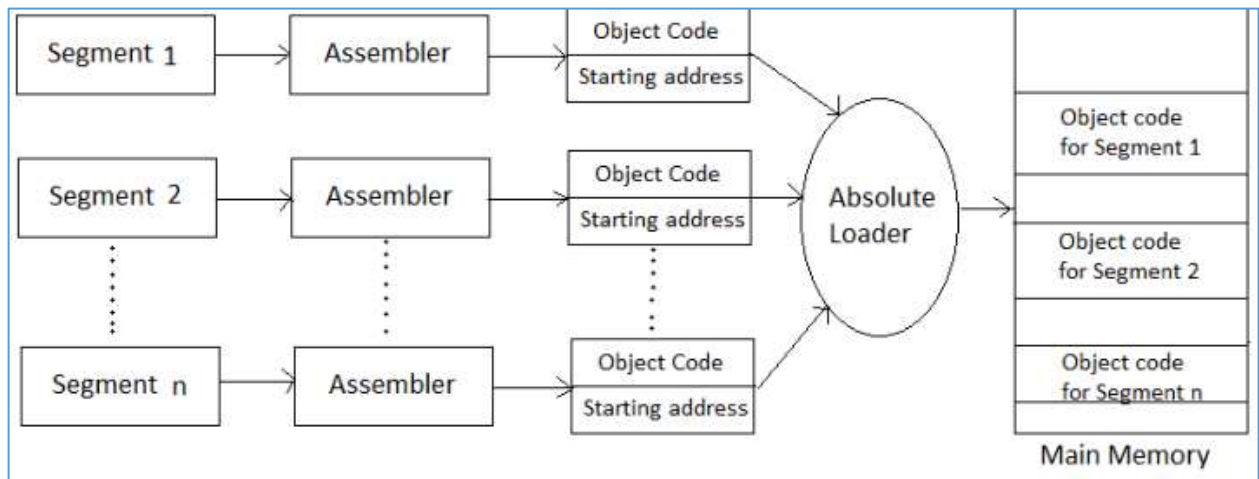 Segment 1
Assembler
Object Code
Starting address
Segment 2
Assembler
Object Code
Starting address
Segment n
Assembler
Object Code
Starting address
Absolute
Loader
Object code
for Segment 1
Object code
for Segment 2
Object code
for Segment n
Main Memory